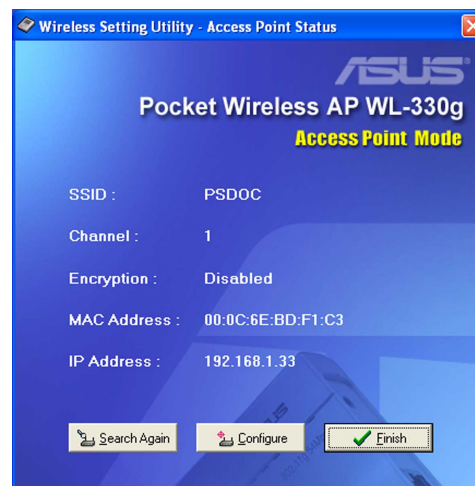 Wireless Setting Utility - Access Point Status
ASUS
Pocket Wireless AP WL-330g
Access Point Mode
SSID : PSDOC
Channel : 1
Encryption : Disabled
MAC Address : 00:0C:6E:BD:F1:C3
IP Address : 192.168.1.33
Search Again Configure Finish